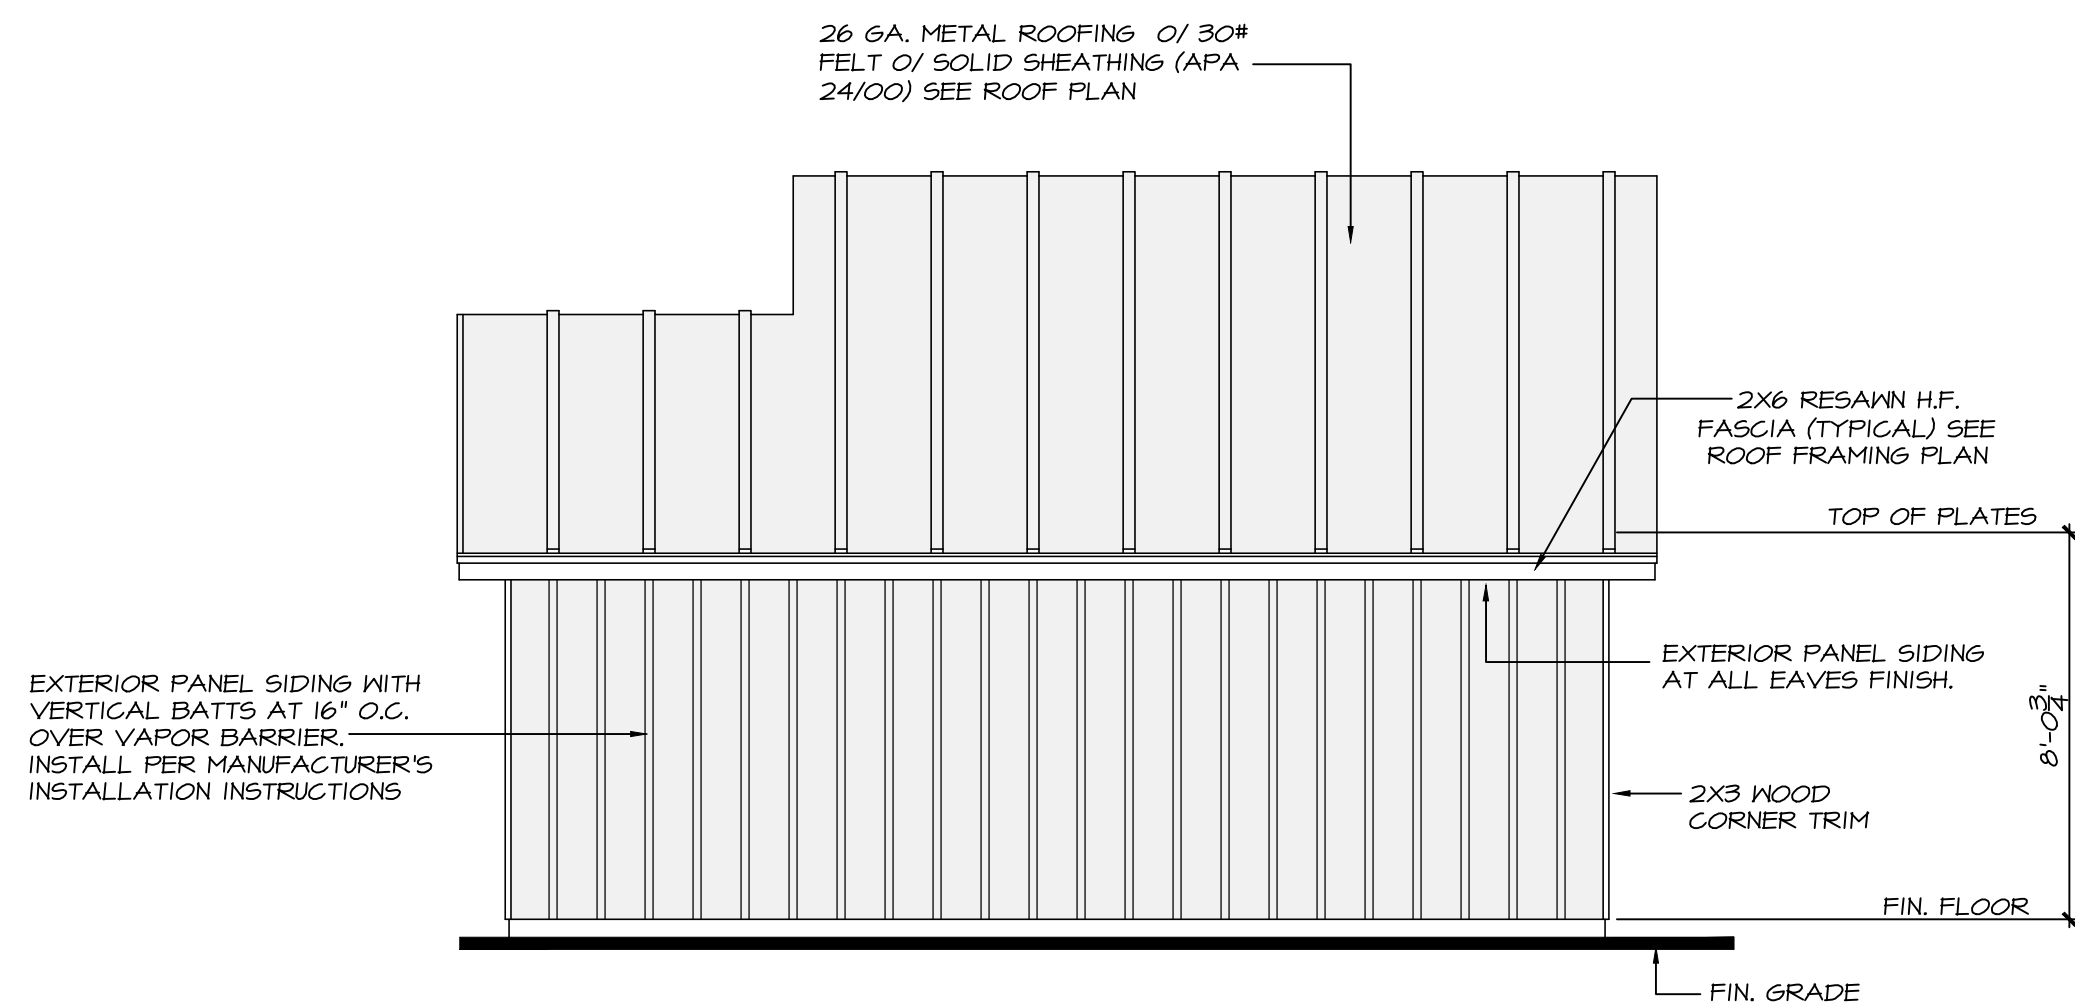 26 GA. METAL ROOFING O/ 30#
FELT O/ SOLID SHEATHING (APA
24/00) SEE ROOF PLAN
2X6 RESAWN H.F.
FASCIA (TYPICAL) SEE
ROOF FRAMING PLAN
TOP OF PLATES
EXTERIOR PANEL SIDING
AT ALL EAVES FINISH.
EXTERIOR PANEL SIDING WITH
VERTICAL BATTS AT 16" O.C.
OVER VAPOR BARRIER.
INSTALL PER MANUFACTURER'S
INSTALLATION INSTRUCTIONS
8'-0 3/4"
2X3 WOOD
CORNER TRIM
FIN. FLOOR
FIN. GRADE